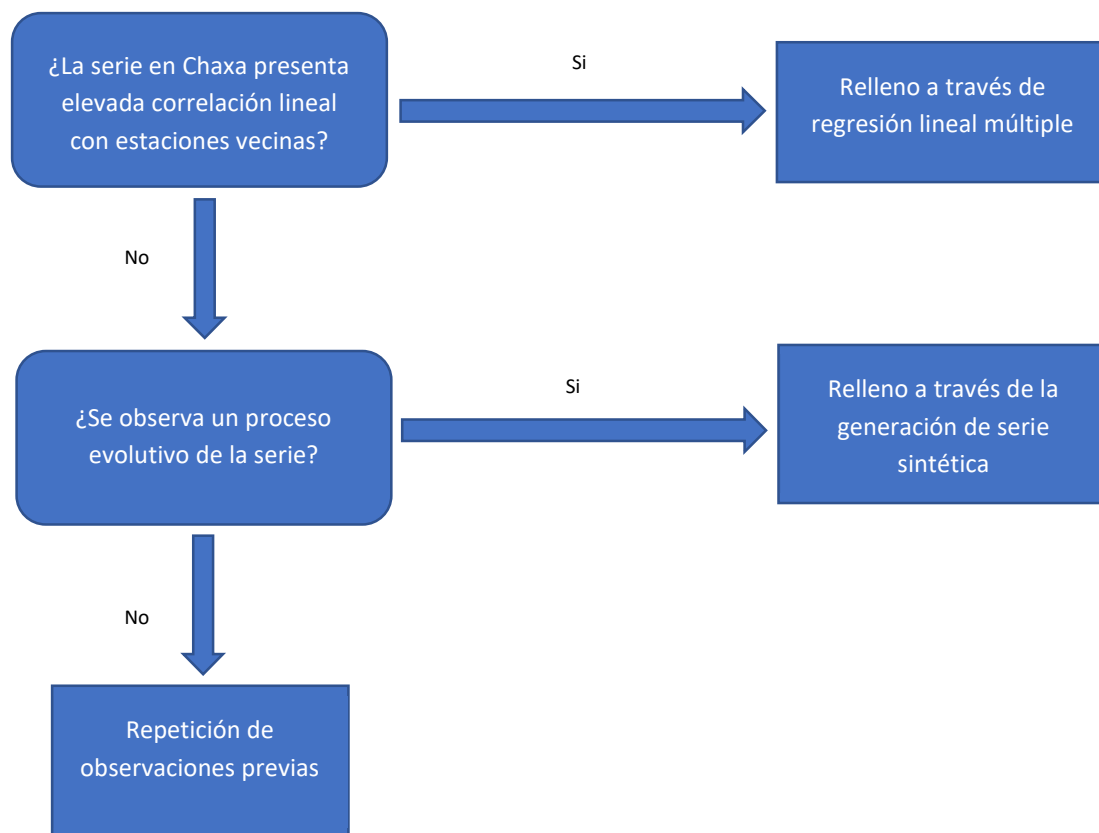 ¿La serie en Chaxa presenta
elevada correlación lineal
con estaciones vecinas?
Si
Relleno a través de
regresión lineal múltiple
No
¿Se observa un proceso
evolutivo de la serie?
Si
Relleno a través de la
generación de serie
sintética
No
Repetición de
observaciones previas